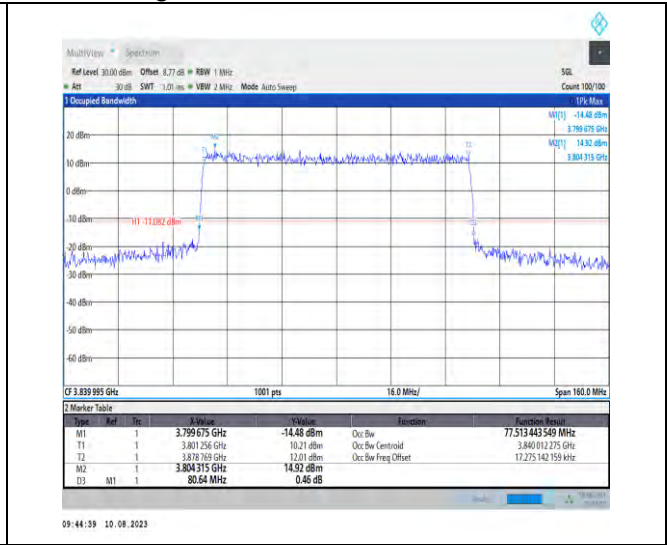 MultiView Spectrum
Ref Level 30.00 dBm Offset 8.77 dB RBW 1 MHz SGL
Att 30 dB SWT 1.01 ms VBW 2 MHz Mode Auto Sweep Count 100/100
1 Occupied Bandwidth 1Pk Max
M1[1] -14.48 dBm
3.799 675 GHz
20 dBm
M2[1] 14.92 dBm
3.804 315 GHz
10 dBm
0 dBm
-10 dBm
H1 -11.082 dBm
-20 dBm
-30 dBm
-40 dBm
-50 dBm
-60 dBm
CF 3.839 995 GHz 1001 pts 16.0 MHz/ Span 160.0 MHz
2 Marker Table
Type Ref Trc X-Value Y-Value Function Function Result
M1 1 3.799 675 GHz -14.48 dBm Occ Bw 77.513 443 549 MHz
T1 1 3.801 256 GHz 10.21 dBm Occ Bw Centroid 3.840 012 275 GHz
T2 1 3.878 769 GHz 12.01 dBm Occ Bw Freq Offset 17.275 142 159 kHz
M2 1 3.804 315 GHz 14.92 dBm
D3 M1 1 80.64 MHz 0.46 dB
09:44:39 10.08.2023